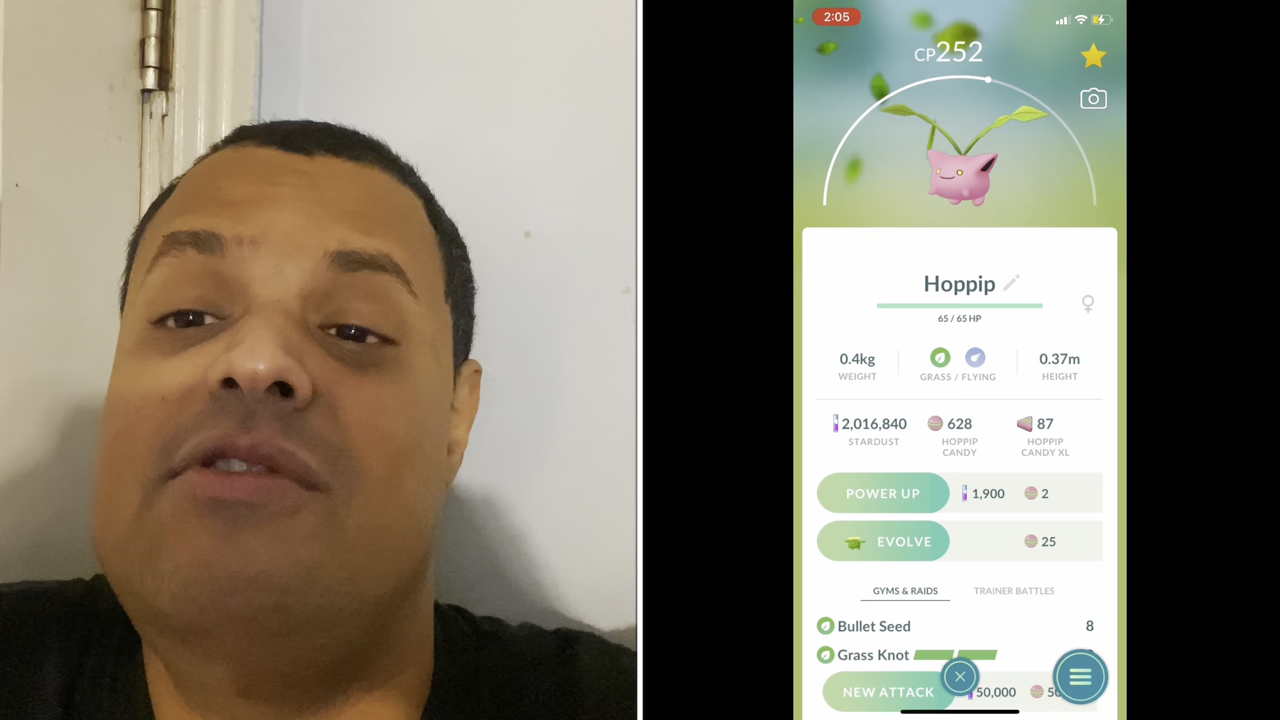 2:05
CP252
Hoppip
65 / 65 HP
0.4kg
WEIGHT
GRASS / FLYING
0.37m
HEIGHT
2,016,840
STARDUST
628
HOPPIP
CANDY
87
HOPPIP
CANDY XL
POWER UP 1,900 2
EVOLVE 25
GYMS & RAIDS TRAINER BATTLES
Bullet Seed 8
Grass Knot
NEW ATTACK 50,000